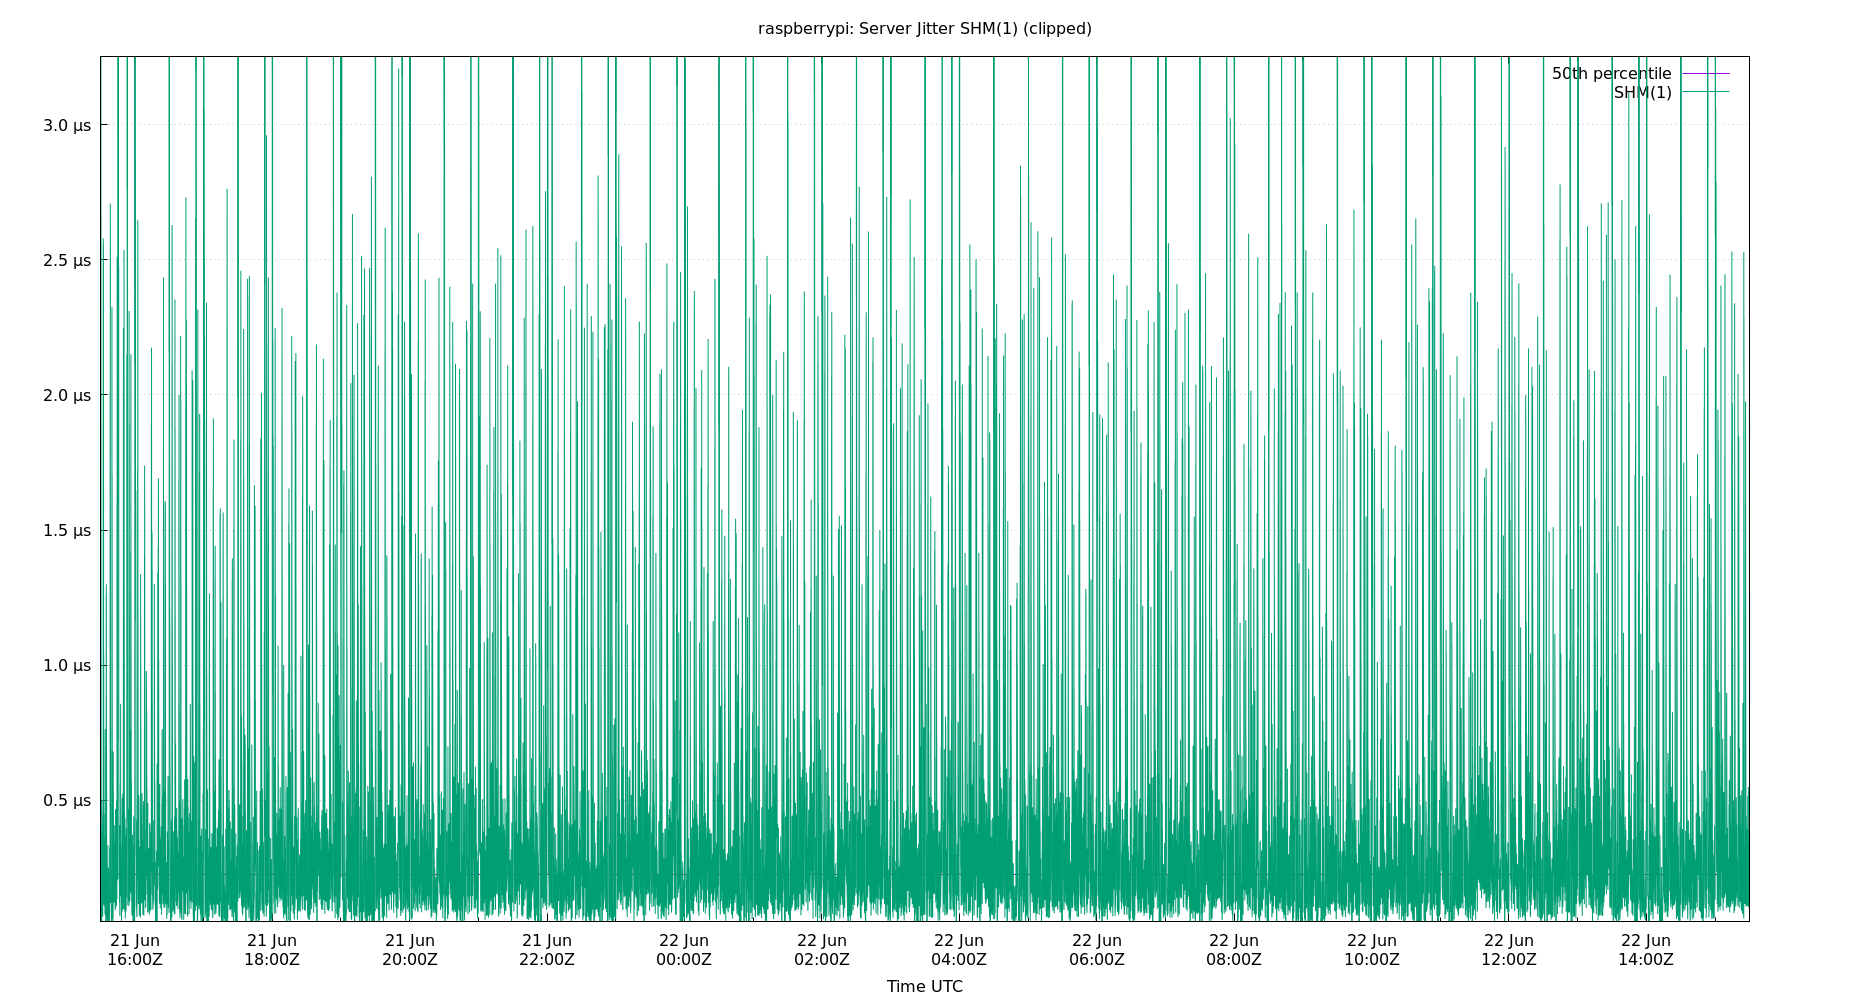 raspberrypi: Server Jitter SHM(1) (clipped)
50th percentile
SHM(1)
3.0 µs
2.5 µs
2.0 µs
1.5 µs
1.0 µs
0.5 µs
21 Jun 21 Jun 21 Jun 21 Jun 22 Jun 22 Jun 22 Jun 22 Jun 22 Jun 22 Jun 22 Jun 22 Jun
16:00Z 18:00Z 20:00Z 22:00Z 00:00Z 02:00Z 04:00Z 06:00Z 08:00Z 10:00Z 12:00Z 14:00Z
Time UTC